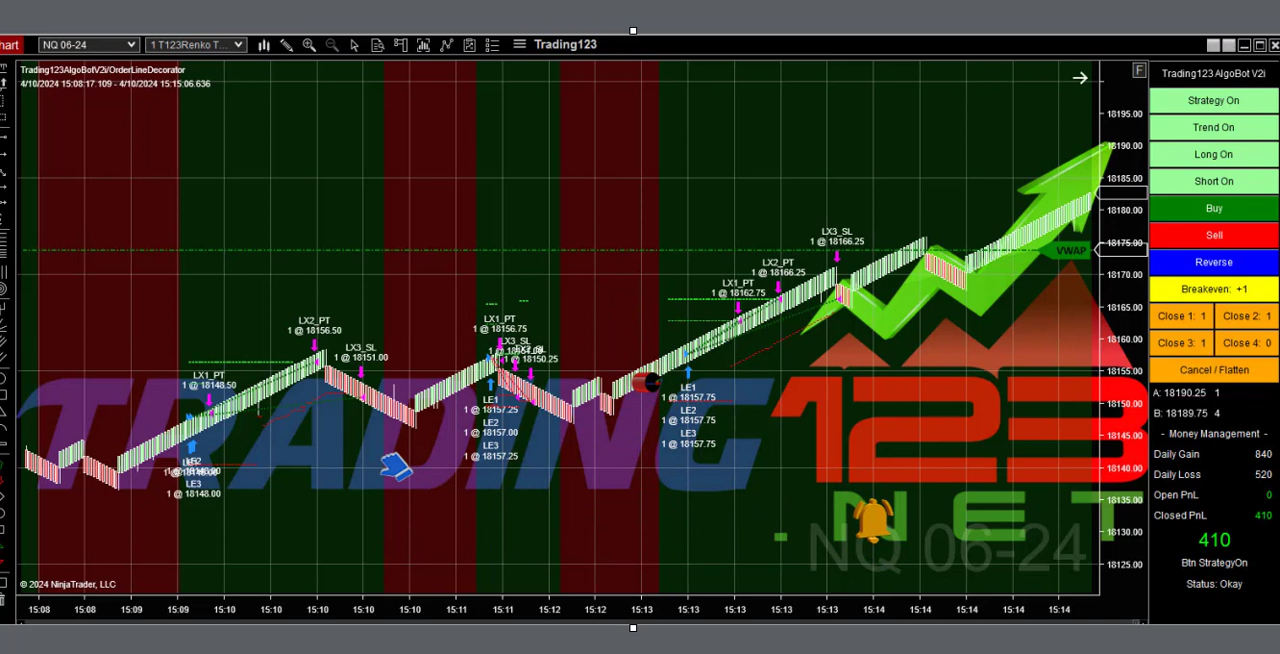 hart
NQ 06-24
1 T123Renko T...
Trading123
Trading123AlgoBotV2i/OrderLineDecorator
4/10/2024 15:08:17.109 - 4/10/2024 15:15:06.636
F
Trading123 AlgoBot V2i
Strategy On
Trend On
Long On
Short On
Buy
Sell
Reverse
Breakeven: +1
Close 1: 1
Close 2: 1
Close 3: 1
Close 4: 0
Cancel / Flatten
A: 18190.25 1
B: 18189.75 4
- Money Management -
Daily Gain 840
Daily Loss 520
Open PnL 0
Closed PnL 410
410
Btn StrategyOn
Status: Okay
18195.00
18190.00
18185.00
18180.00
18175.00
18170.00
18165.00
18160.00
18155.00
18150.00
18145.00
18140.00
18135.00
18130.00
18125.00
VWAP
LX3_SL
1 @ 18166.25
LX2_PT
1 @ 18166.25
LX1_PT
1 @ 18162.75
LX2_PT
1 @ 18156.50
LX3_SL
1 @ 18151.00
LX1_PT
1 @ 18148.50
LX1_PT
1 @ 18156.75
LX3_SL
1 @ 18150.25
LE1
1 @ 18157.25
LE2
1 @ 18157.00
LE3
1 @ 18157.25
LE1
1 @ 18157.75
LE2
1 @ 18157.75
LE3
1 @ 18157.75
LE3
1 @ 18148.00
TRADING
123
NET
NQ 06-24
© 2024 NinjaTrader, LLC
15:08 15:08 15:09 15:09 15:10 15:10 15:10 15:10 15:10 15:11 15:11 15:12 15:12 15:13 15:13 15:13 15:13 15:13 15:14 15:14 15:14 15:14 15:14